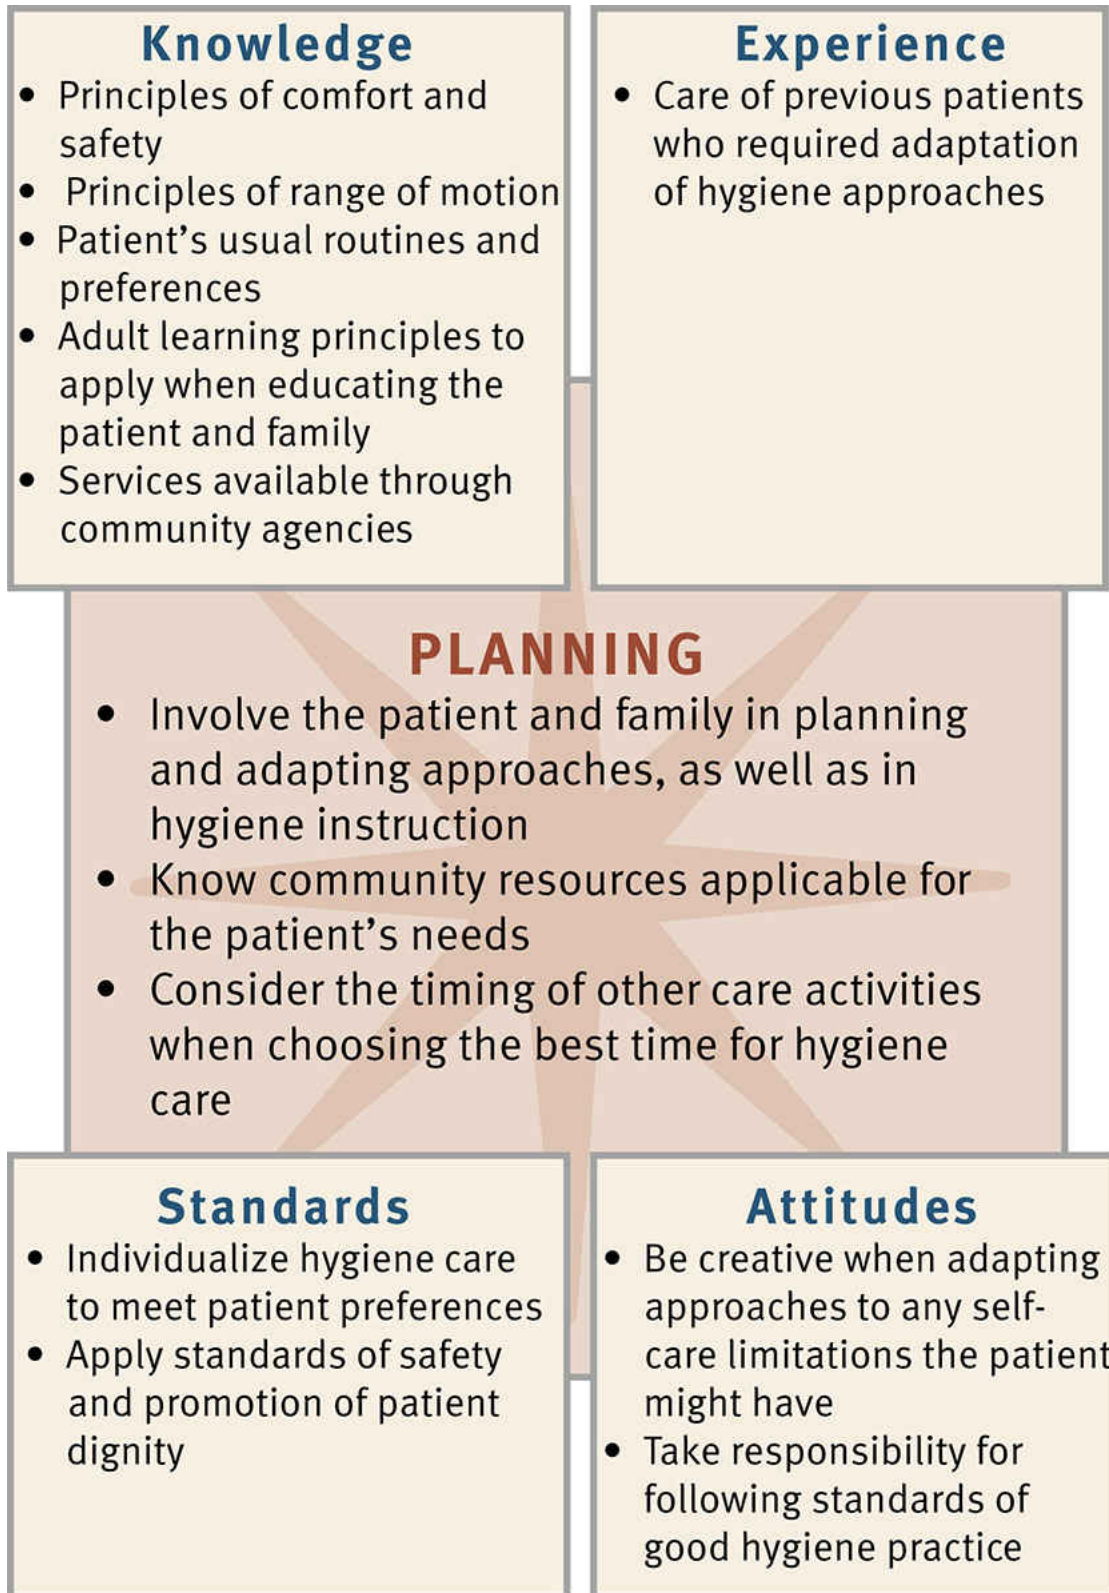 Knowledge
• Principles of comfort and
safety
• Principles of range of motion
• Patient’s usual routines and
preferences
• Adult learning principles to
apply when educating the
patient and family
• Services available through
community agencies
Experience
• Care of previous patients
who required adaptation
of hygiene approaches
PLANNING
• Involve the patient and family in planning
and adapting approaches, as well as in
hygiene instruction
• Know community resources applicable for
the patient’s needs
• Consider the timing of other care activities
when choosing the best time for hygiene
care
Standards
• Individualize hygiene care
to meet patient preferences
• Apply standards of safety
and promotion of patient
dignity
Attitudes
• Be creative when adapting
approaches to any self-
care limitations the patient
might have
• Take responsibility for
following standards of
good hygiene practice